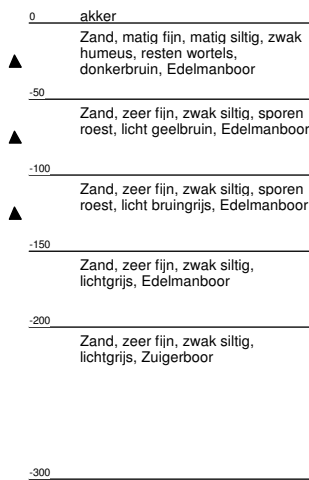 0 akker
Zand, matig fijn, matig siltig, zwak
humeus, resten wortels,
donkerbruin, Edelmanboor
-50
Zand, zeer fijn, zwak siltig, sporen
roest, licht geelbruin, Edelmanboor
-100
Zand, zeer fijn, zwak siltig, sporen
roest, licht bruingrijs, Edelmanboor
-150
Zand, zeer fijn, zwak siltig,
lichtgrijs, Edelmanboor
-200
Zand, zeer fijn, zwak siltig,
lichtgrijs, Zuigerboor
-300